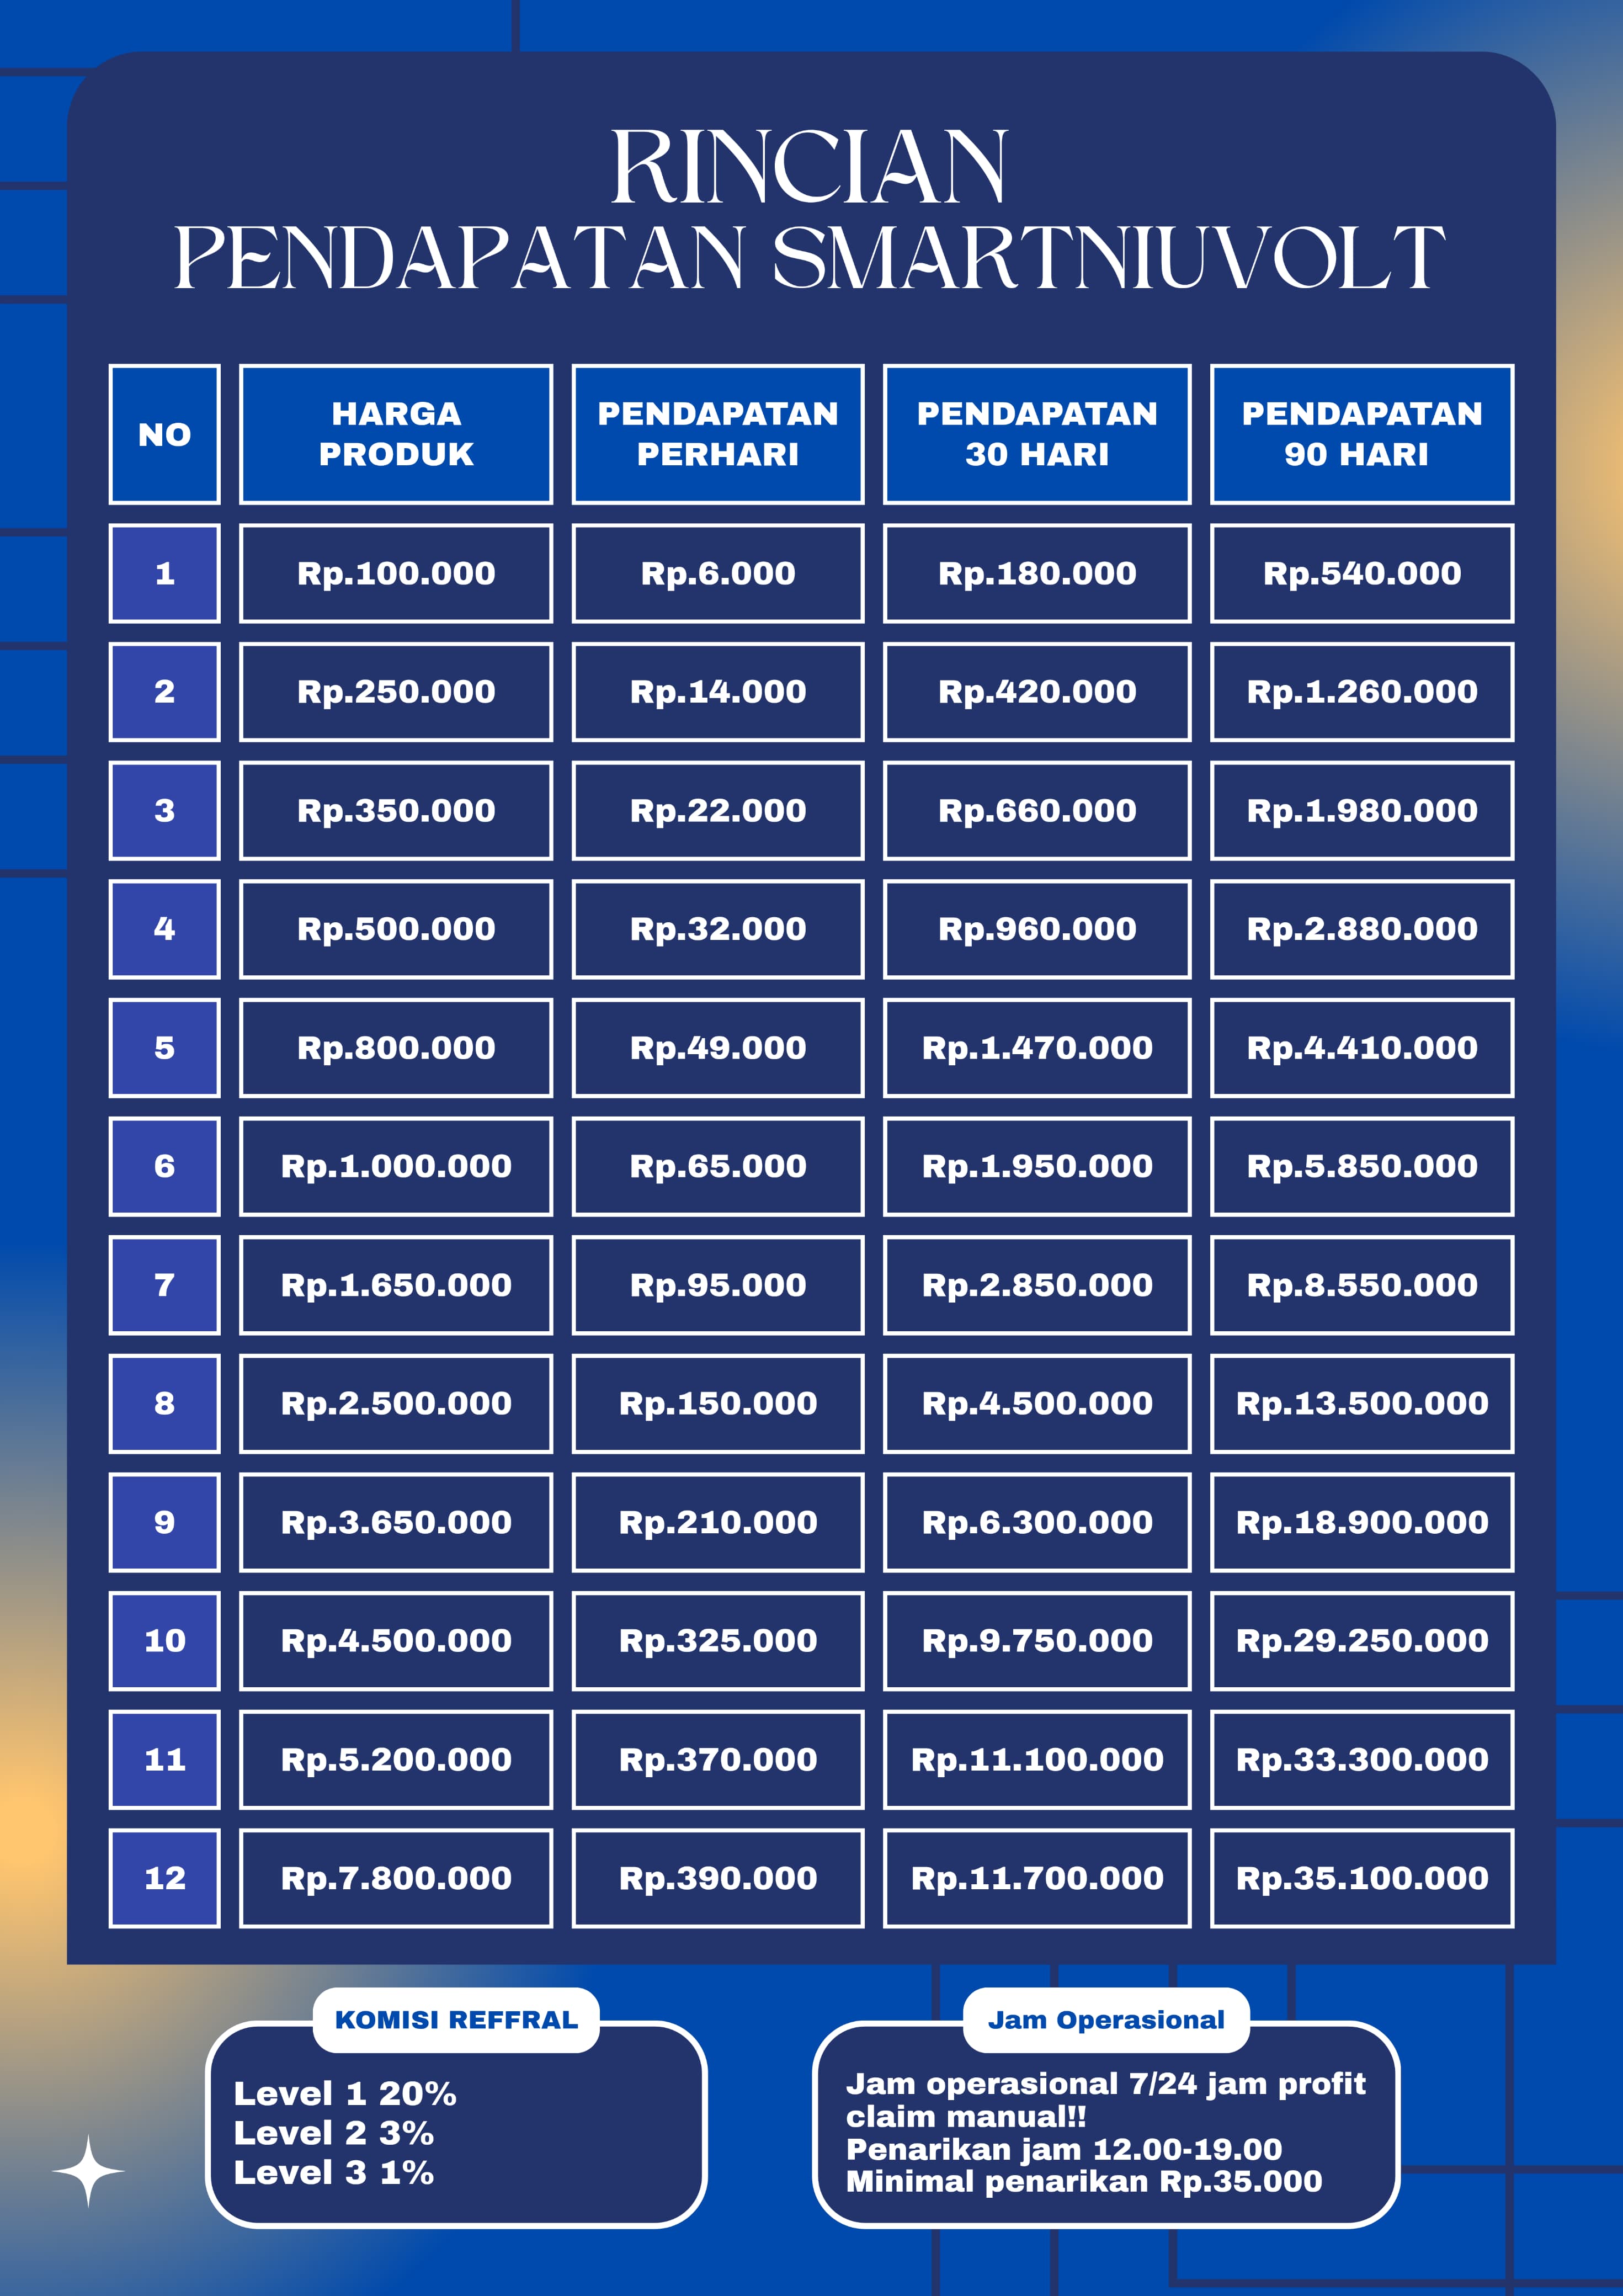 RINCIAN
PENDAPATAN SMARTNIUVOLT
NO HARGA PRODUK PENDAPATAN PERHARI PENDAPATAN 30 HARI PENDAPATAN 90 HARI
1 Rp.100.000 Rp.6.000 Rp.180.000 Rp.540.000
2 Rp.250.000 Rp.14.000 Rp.420.000 Rp.1.260.000
3 Rp.350.000 Rp.22.000 Rp.660.000 Rp.1.980.000
4 Rp.500.000 Rp.32.000 Rp.960.000 Rp.2.880.000
5 Rp.800.000 Rp.49.000 Rp.1.470.000 Rp.4.410.000
6 Rp.1.000.000 Rp.65.000 Rp.1.950.000 Rp.5.850.000
7 Rp.1.650.000 Rp.95.000 Rp.2.850.000 Rp.8.550.000
8 Rp.2.500.000 Rp.150.000 Rp.4.500.000 Rp.13.500.000
9 Rp.3.650.000 Rp.210.000 Rp.6.300.000 Rp.18.900.000
10 Rp.4.500.000 Rp.325.000 Rp.9.750.000 Rp.29.250.000
11 Rp.5.200.000 Rp.370.000 Rp.11.100.000 Rp.33.300.000
12 Rp.7.800.000 Rp.390.000 Rp.11.700.000 Rp.35.100.000
KOMISI REFFRAL
Level 1 20%
Level 2 3%
Level 3 1%
Jam Operasional
Jam operasional 7/24 jam profit
claim manual!!
Penarikan jam 12.00-19.00
Minimal penarikan Rp.35.000